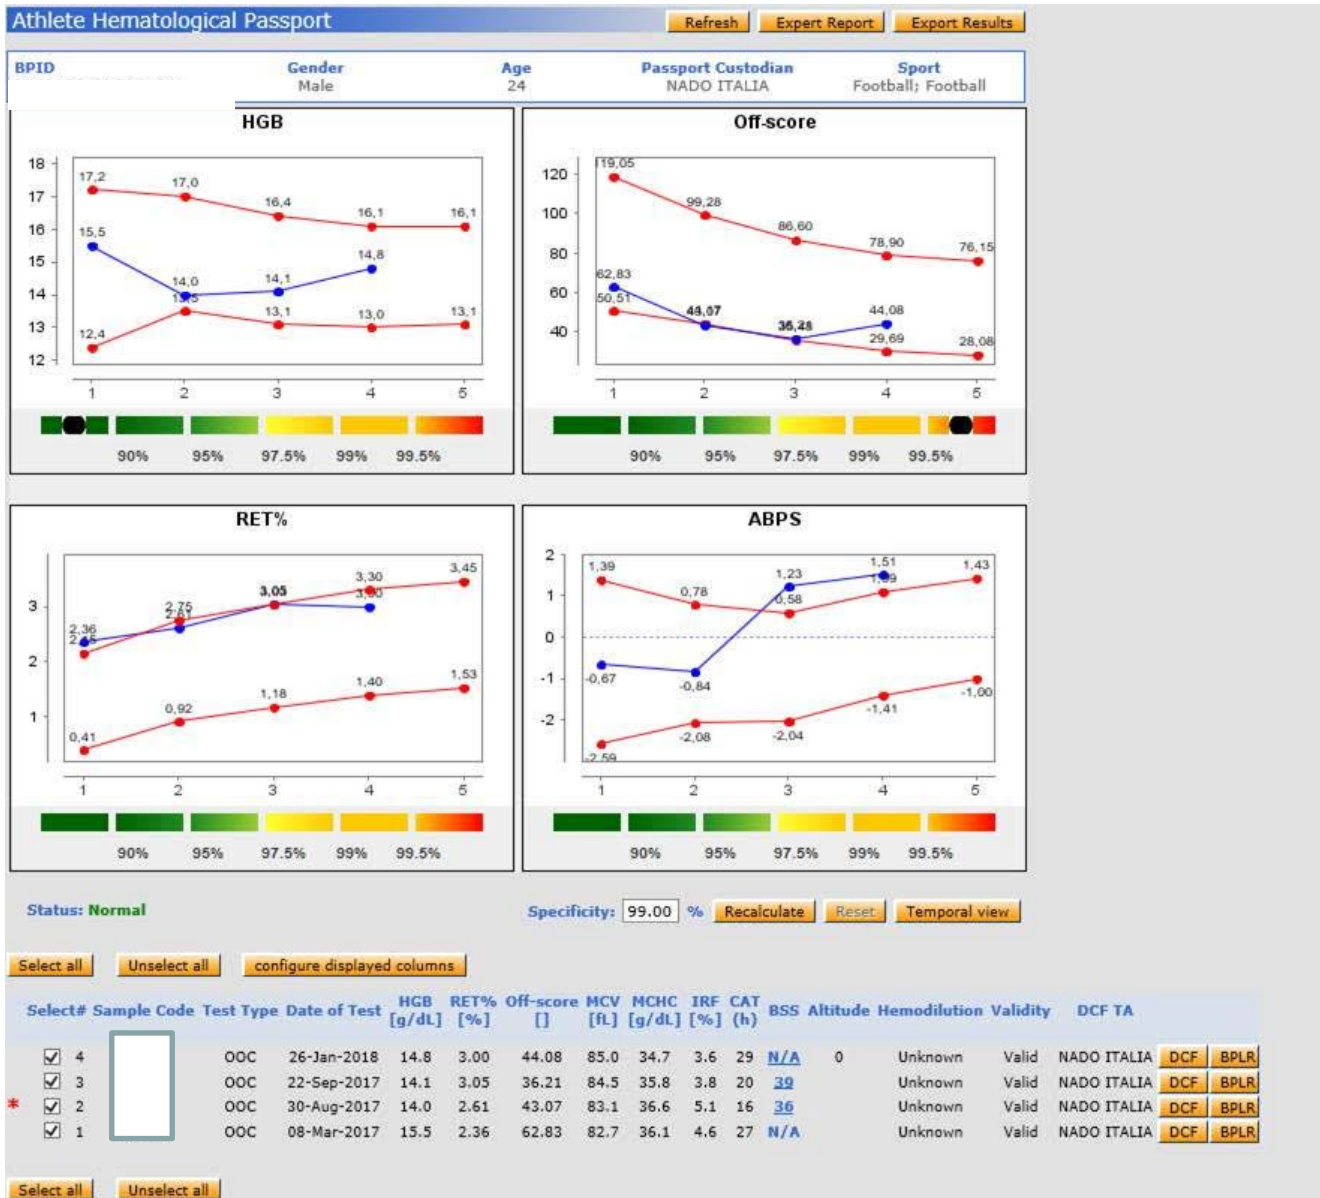 Athlete Hematological Passport Refresh Expert Report Export Results
BPID Gender Age Passport Custodian Sport
Male 24 NADO ITALIA Football; Football
HGB
18
17
16
15
14
13
12
17,2 17,0 16,4 16,1 16,1
15,5 14,0 14,1 14,8
12,4 13,5 13,1 13,0 13,1
1 2 3 4 5
90% 95% 97.5% 99% 99.5%
Off-score
120
100
80
60
40
119,05 99,28 86,60 78,90 76,15
62,83 36,21 44,08
50,51 29,69 28,08
1 2 3 4 5
90% 95% 97.5% 99% 99.5%
RET%
3
2
1
2,75 3,05 3,30 3,45
2,36 2,61 3,05 3,00
0,41 0,92 1,18 1,40 1,53
1 2 3 4 5
90% 95% 97.5% 99% 99.5%
ABPS
2
1
0
-1
-2
1,39 0,78 0,58 1,43
-0,67 -0,84 1,23 1,51
-2,59 -2,08 -2,04 -1,41 -1,00
1 2 3 4 5
90% 95% 97.5% 99% 99.5%
Status: Normal Specificity: 99.00 % Recalculate Reset Temporal view
Select all Unselect all configure displayed columns
Select# Sample Code Test Type Date of Test HGB [g/dL] RET% [%] Off-score [] MCV [fL] MCHC [g/dL] IRF [%] CAT (h) BSS Altitude Hemodilution Validity DCF TA
4 OOC 26-Jan-2018 14.8 3.00 44.08 85.0 34.7 3.6 29 N/A 0 Unknown Valid NADO ITALIA DCF BPLR
3 OOC 22-Sep-2017 14.1 3.05 36.21 84.5 35.8 3.8 20 39 Unknown Valid NADO ITALIA DCF BPLR
* 2 OOC 30-Aug-2017 14.0 2.61 43.07 83.1 36.6 5.1 16 36 Unknown Valid NADO ITALIA DCF BPLR
1 OOC 08-Mar-2017 15.5 2.36 62.83 82.7 36.1 4.6 27 N/A Unknown Valid NADO ITALIA DCF BPLR
Select all Unselect all